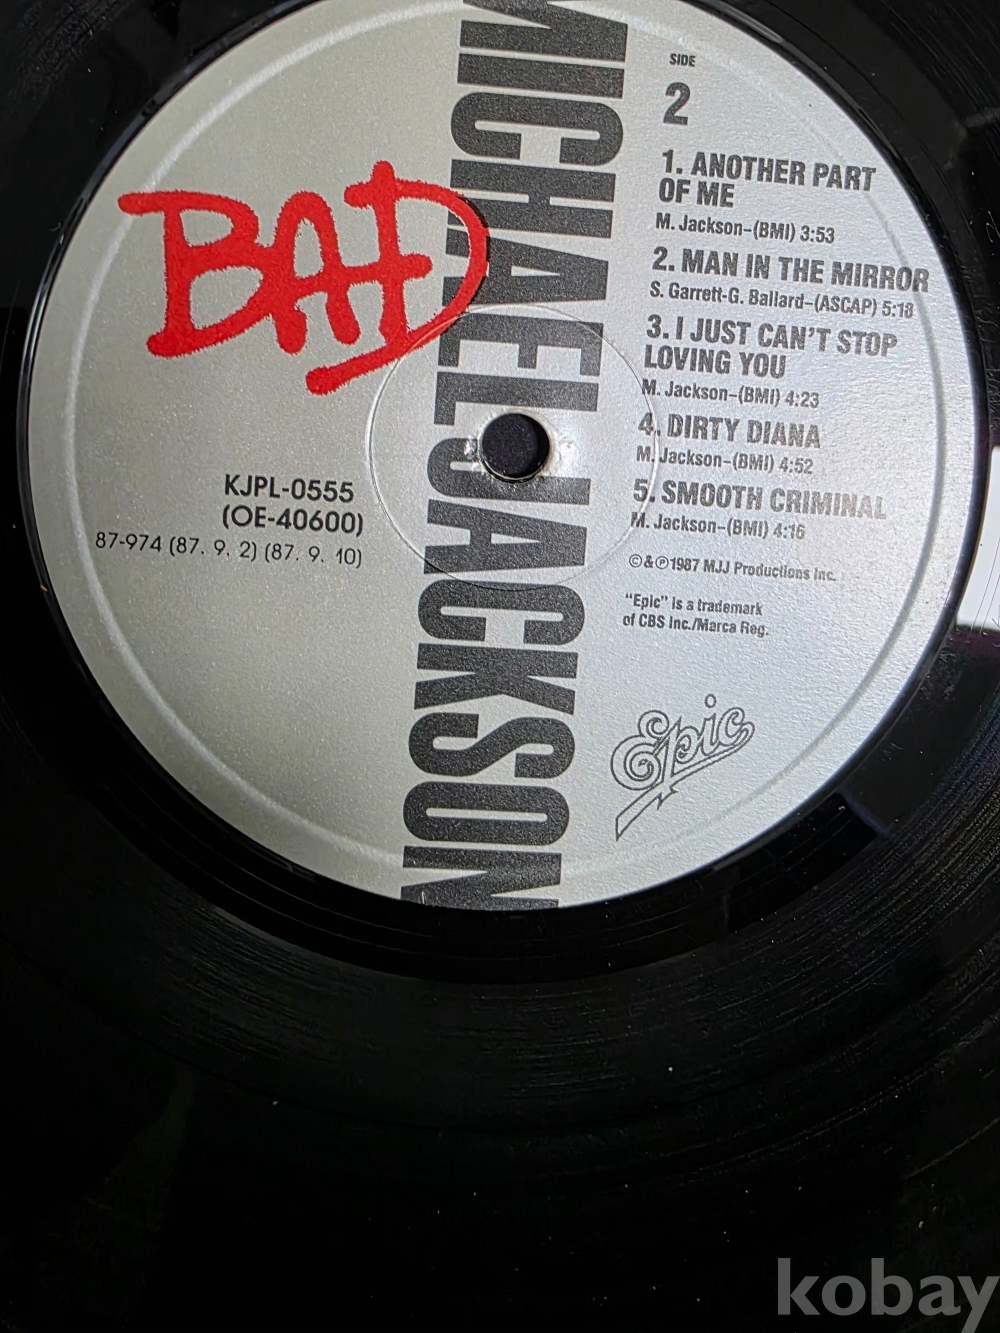 MICHAEL JACKSON
BAD
SIDE
2
1. ANOTHER PART
OF ME
M. Jackson–(BMI) 3:53
2. MAN IN THE MIRROR
S. Garrett-G. Ballard–(ASCAP) 5:18
3. I JUST CAN'T STOP
LOVING YOU
M. Jackson–(BMI) 4:23
4. DIRTY DIANA
M. Jackson–(BMI) 4:52
5. SMOOTH CRIMINAL
M. Jackson–(BMI) 4:16
©&℗1987 MJJ Productions Inc.
"Epic" is a trademark
of CBS Inc./Marca Reg.
Epic
KJPL-0555
(OE-40600)
87-974 (87. 9. 2) (87. 9. 10)
kobay